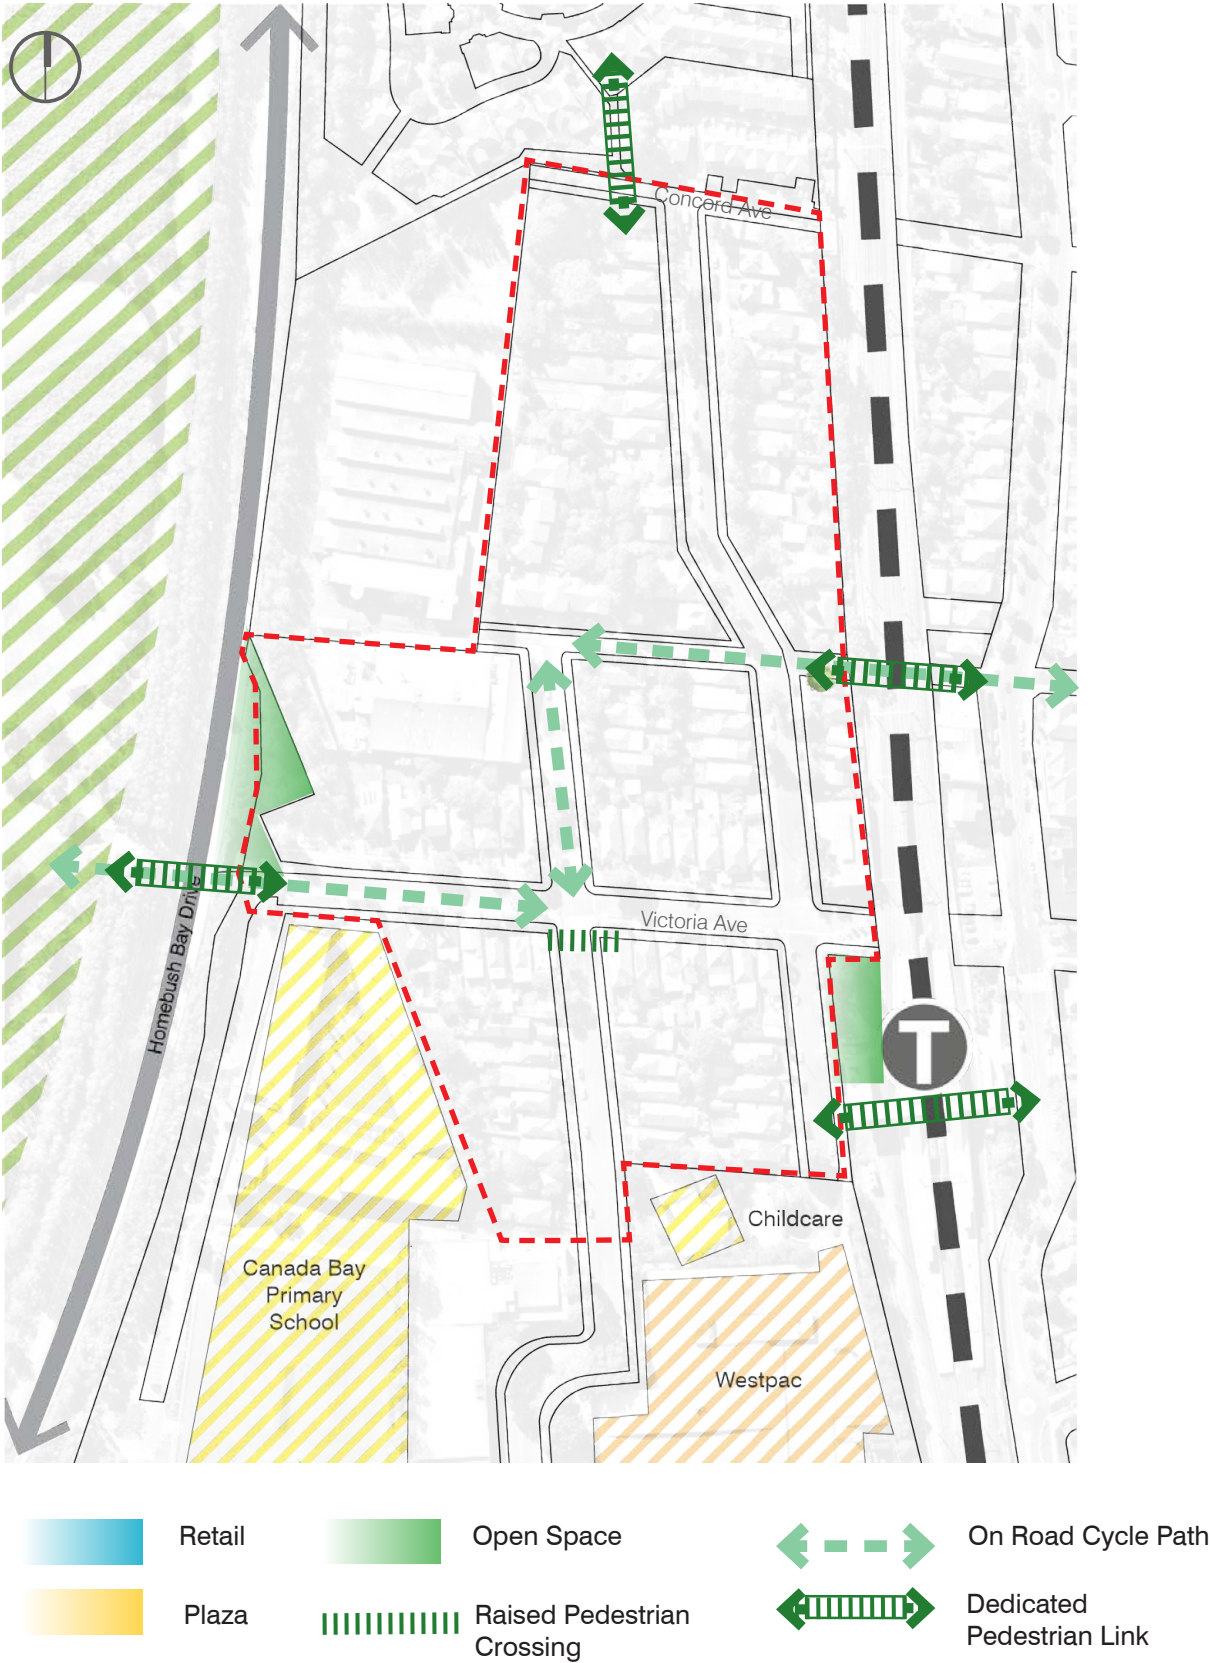 Concord Ave
Victoria Ave
Homebush Bay Drive
T
Childcare
Canada Bay
Primary
School
Westpac
Retail
Open Space
On Road Cycle Path
Plaza
Raised Pedestrian
Crossing
Dedicated
Pedestrian Link